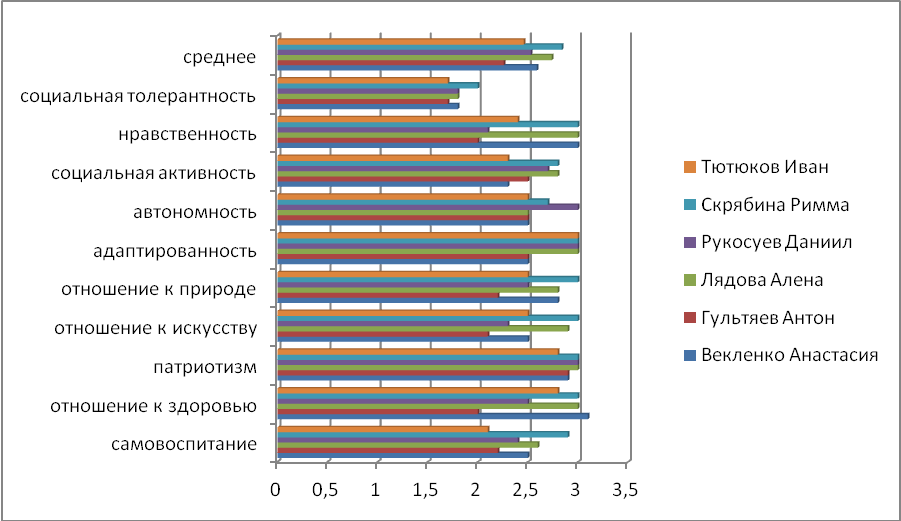 среднее
социальная толерантность
нравственность
социальная активность
автономность
адаптированность
отношение к природе
отношение к искусству
патриотизм
отношение к здоровью
самовоспитание
0 0,5 1 1,5 2 2,5 3 3,5
Тютюков Иван
Скрябина Римма
Рукосуев Даниил
Лядова Алена
Гультяев Антон
Векленко Анастасия